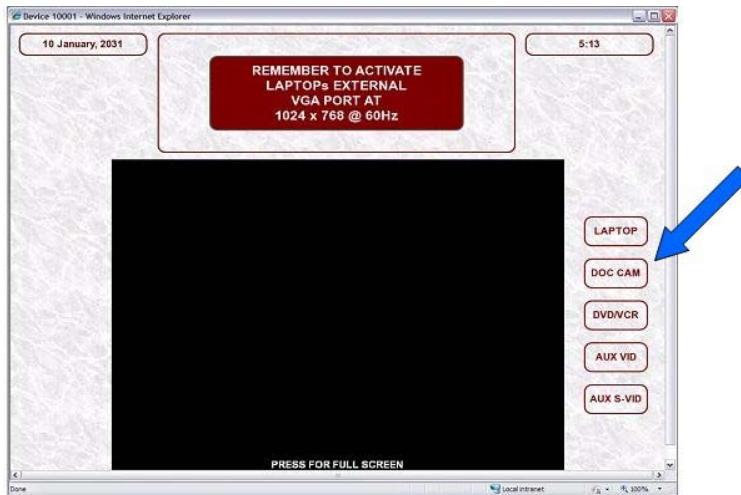 Device 10001 - Windows Internet Explorer
10 January, 2031
REMEMBER TO ACTIVATE
LAPTOPs EXTERNAL
VGA PORT AT
1024 x 768 @ 60Hz
5:13
LAPTOP
DOC CAM
DVD/VCR
AUX VID
AUX S-VID
PRESS FOR FULL SCREEN
Done
Local intranet
100%